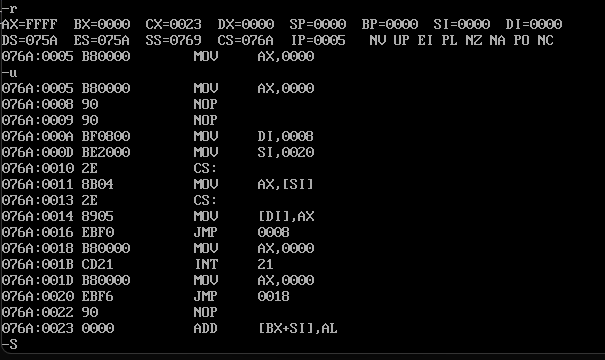 -r
AX=FFFF  BX=0000  CX=0023  DX=0000  SP=0000  BP=0000  SI=0000  DI=0000
DS=075A  ES=075A  SS=0769  CS=076A  IP=0005   NV UP EI PL NZ NA PO NC
076A:0005 B80000        MOV     AX,0000
-u
076A:0005 B80000        MOV     AX,0000
076A:0008 90            NOP
076A:0009 90            NOP
076A:000A BF0800        MOV     DI,0008
076A:000D BE2000        MOV     SI,0020
076A:0010 2E            CS:
076A:0011 8B04          MOV     AX,[SI]
076A:0013 2E            CS:
076A:0014 8905          MOV     [DI],AX
076A:0016 EBF0          JMP     0008
076A:0018 B80000        MOV     AX,0000
076A:001B CD21          INT     21
076A:001D B80000        MOV     AX,0000
076A:0020 EBF6          JMP     0018
076A:0022 90            NOP
076A:0023 0000          ADD     [BX+SI],AL
-S